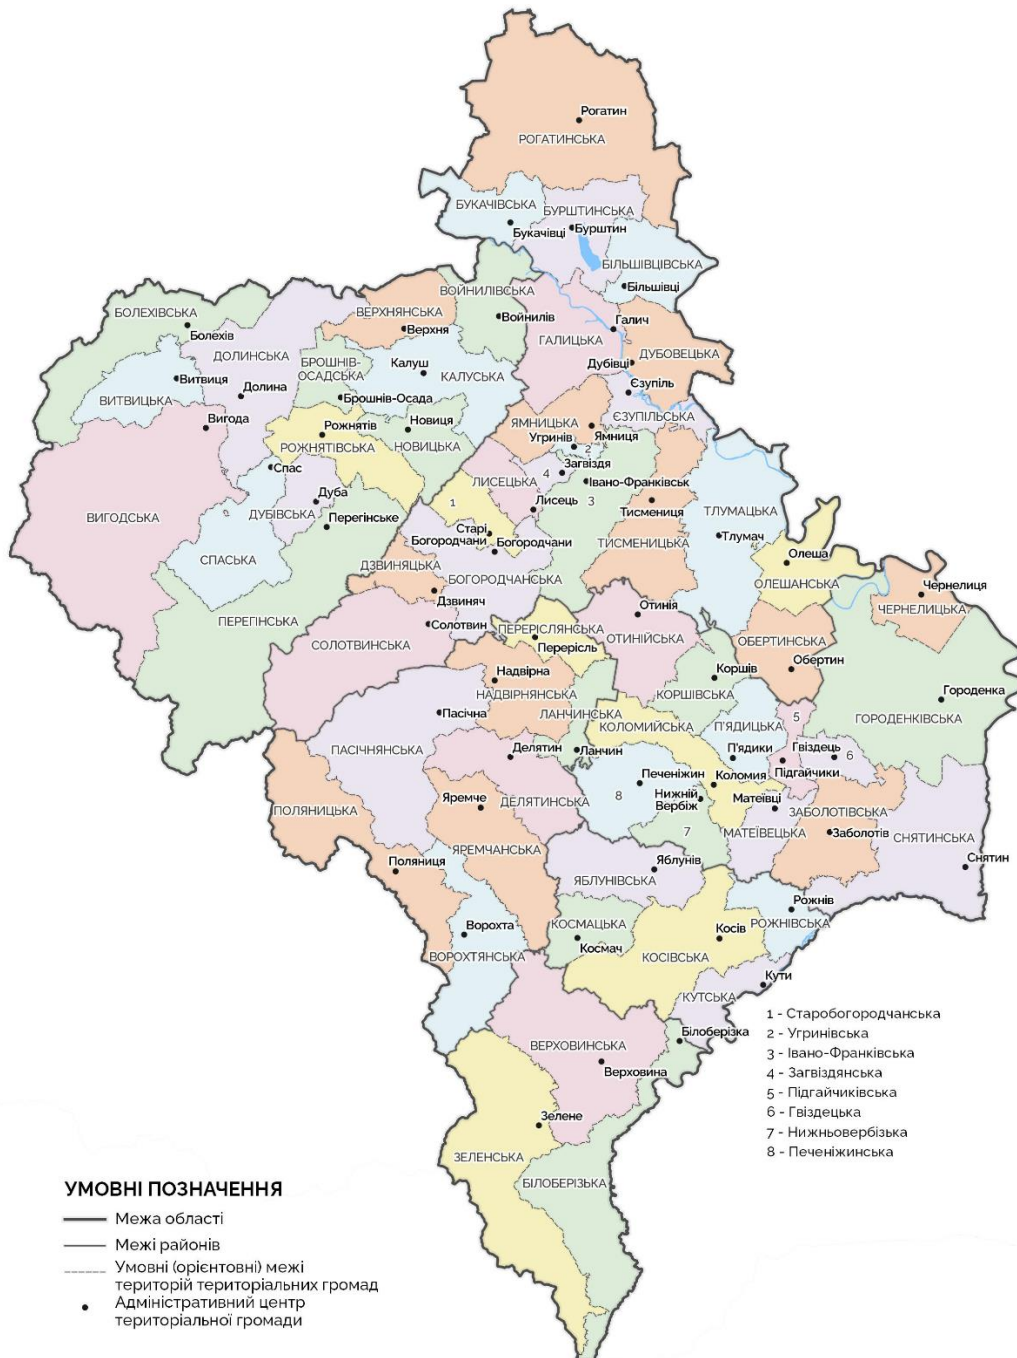 Рогатин
РОГАТИНСЬКА
БУКАЧІВСЬКА
БУРШТИНСЬКА
Букачівці
Бурштин
БІЛЬШІВЦІВСЬКА
Більшівці
ВОЙНИЛІВСЬКА
Войнилів
БОЛЕХІВСЬКА
Болехів
ВЕРХНЯНСЬКА
Верхня
ГАЛИЦЬКА
Галич
ДУБОВЕЦЬКА
Дубівці
ДОЛИНСЬКА
Долина
БРОШНІВ-
ОСАДСЬКА
Брошнів-Осада
Калуш
КАЛУСЬКА
Витвиця
ВИТВИЦЬКА
Єзупіль
ЄЗУПІЛЬСЬКА
Вигода
Рожнятів
РОЖНЯТІВСЬКА
Новиця
НОВИЦЬКА
ЯМНИЦЬКА
Ямниця
Угринів
2
Загвіздя
4
Івано-Франківськ
3
ЛИСЕЦЬКА
Лисець
1
Спас
Дуба
ДУБІВСЬКА
Перегінське
ВИГОДСЬКА
СПАСЬКА
ПЕРЕГІНСЬКА
Старі
Богородчани
Богородчани
БОГОРОДЧАНСЬКА
Тисмениця
ТИСМЕНИЦЬКА
ТЛУМАЦЬКА
Тлумач
Олеша
ОЛЕШАНСЬКА
Чернелиця
ЧЕРНЕЛИЦЬКА
ДЗВИНЯЦЬКА
Дзвиняч
Солотвин
СОЛОТВИНСЬКА
ПЕРЕРІСЛЯНСЬКА
Перерісль
Отинія
ОТИНІЙСЬКА
ОБЕРТИНСЬКА
Обертин
Надвірна
НАДВІРНЯНСЬКА
Коршів
КОРШІВСЬКА
Городенка
ГОРОДЕНКІВСЬКА
Пасічна
ПАСІЧНЯНСЬКА
ЛАНЧИНСЬКА
Ланчин
КОЛОМИЙСЬКА
П'ЯДИЦЬКА
П'ядики
5
Гвіздець
6
Підгайчики
Делятин
ДЕЛЯТИНСЬКА
Печеніжин
8
Нижній
Вербіж
7
Коломия
Матеївці
МАТЕЇВЕЦЬКА
ЗАБОЛОТІВСЬКА
Заболотів
СНЯТИНСЬКА
Снятин
ПОЛЯНИЦЬКА
Поляниця
Яремче
ЯРЕМЧАНСЬКА
Яблунів
ЯБЛУНІВСЬКА
Рожнів
РОЖНІВСЬКА
Ворохта
ВОРОХТЯНСЬКА
КОСМАЦЬКА
Космач
Косів
КОСІВСЬКА
Кути
КУТСЬКА
ВЕРХОВИНСЬКА
Верховина
Білоберізка
Зелене
ЗЕЛЕНСЬКА
БІЛОБЕРІЗЬКА
1 - Старобогородчанська
2 - Угринівська
3 - Івано-Франківська
4 - Загвіздянська
5 - Підгайчиківська
6 - Гвіздецька
7 - Нижньовербізька
8 - Печеніжинська
УМОВНІ ПОЗНАЧЕННЯ
Межа області
Межі районів
Умовні (орієнтовні) межі
територій територіальних громад
Адміністративний центр
територіальної громади